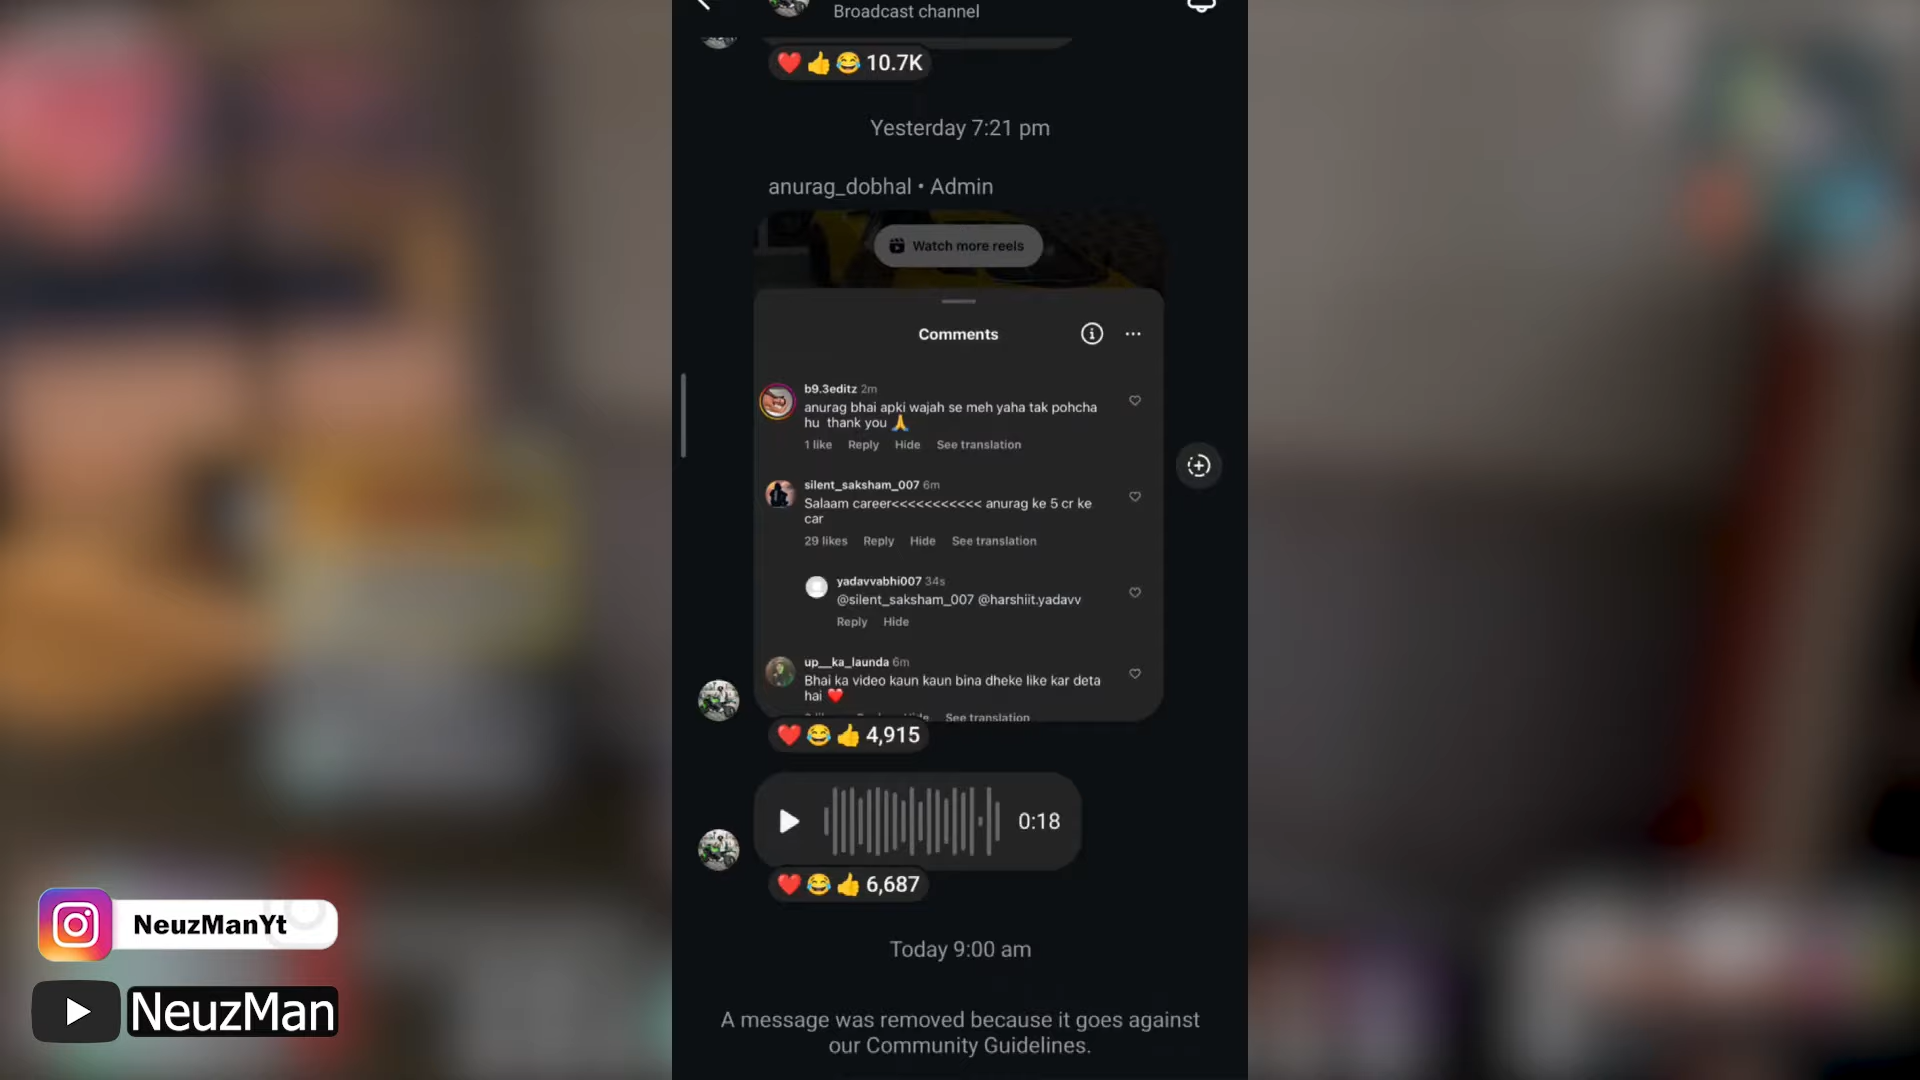 Broadcast channel
❤️👍😂 10.7K
Yesterday 7:21 pm
anurag_dobhal • Admin
Watch more reels
Comments
b9.3editz 2m
anurag bhai apki wajah se meh yaha tak pohcha
hu thank you 🙏
1 like Reply Hide See translation
silent_saksham_007 6m
Salaam career<<<<<<<<<<< anurag ke 5 cr ke
car
29 likes Reply Hide See translation
yadavvabhi007 34s
@silent_saksham_007 @harshiit.yadavv
Reply Hide
up__ka_launda 6m
Bhai ka video kaun kaun bina dheke like kar deta
hai ❤️
See translation
❤️😂👍 4,915
0:18
❤️😂👍 6,687
Today 9:00 am
A message was removed because it goes against
our Community Guidelines.
NeuzManYt
NeuzMan